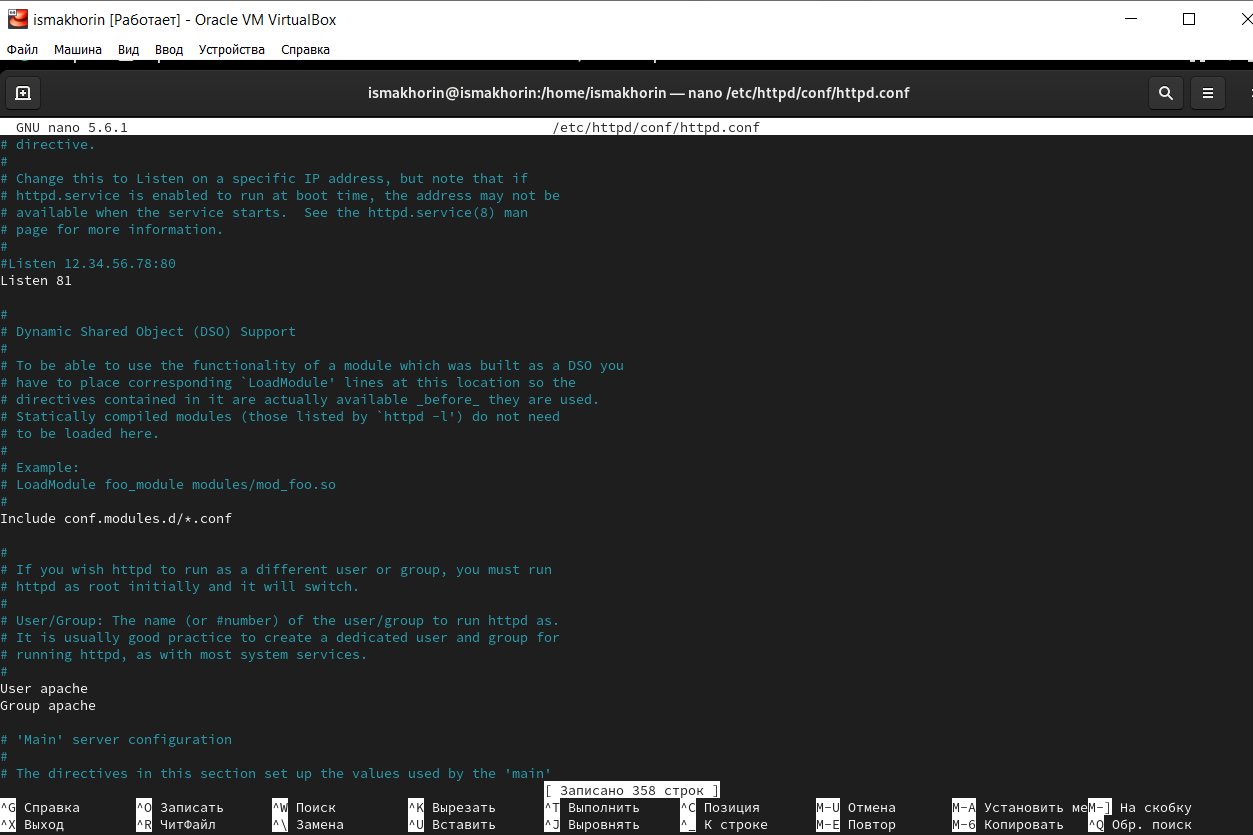 ismakhorin [Работает] - Oracle VM VirtualBox
Файл Машина Вид Ввод Устройства Справка
ismakhorin@ismakhorin:/home/ismakhorin — nano /etc/httpd/conf/httpd.conf
GNU nano 5.6.1 /etc/httpd/conf/httpd.conf
# directive.
#
# Change this to Listen on a specific IP address, but note that if
# httpd.service is enabled to run at boot time, the address may not be
# available when the service starts.  See the httpd.service(8) man
# page for more information.
#
#Listen 12.34.56.78:80
Listen 81
#
# Dynamic Shared Object (DSO) Support
#
# To be able to use the functionality of a module which was built as a DSO you
# have to place corresponding `LoadModule' lines at this location so the
# directives contained in it are actually available _before_ they are used.
# Statically compiled modules (those listed by `httpd -l') do not need
# to be loaded here.
#
# Example:
# LoadModule foo_module modules/mod_foo.so
#
Include conf.modules.d/*.conf
#
# If you wish httpd to run as a different user or group, you must run
# httpd as root initially and it will switch.
#
# User/Group: The name (or #number) of the user/group to run httpd as.
# It is usually good practice to create a dedicated user and group for
# running httpd, as with most system services.
#
User apache
Group apache
# 'Main' server configuration
#
# The directives in this section set up the values used by the 'main'
[ Записано 358 строк ]
^G Справка ^O Записать ^W Поиск ^K Вырезать ^T Выполнить ^C Позиция M-U Отмена M-A Установить ме M-] На скобку
^X Выход ^R ЧитФайл ^\ Замена ^U Вставить ^J Выровнять ^_ К строке M-E Повтор M-6 Копировать ^Q Обр. поиск